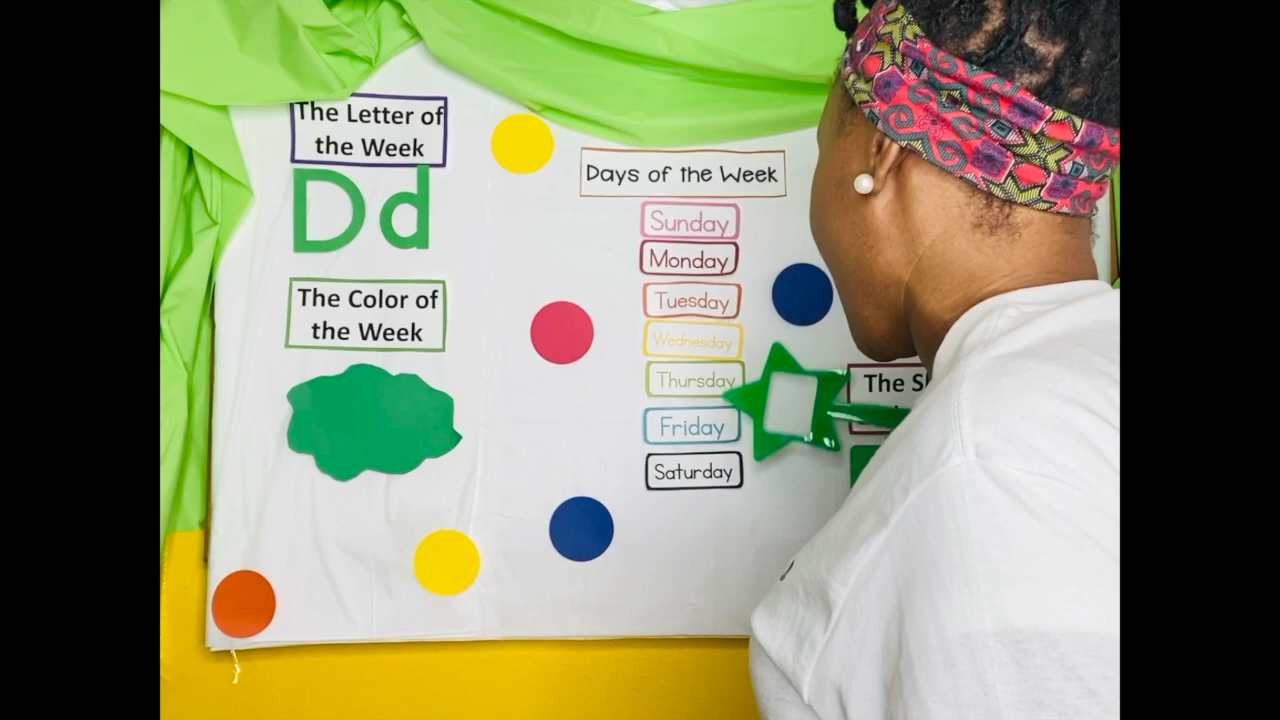 The Letter of
the Week
Dd
The Color of
the Week
Days of the Week
Sunday
Monday
Tuesday
Wednesday
Thursday
Friday
Saturday
The